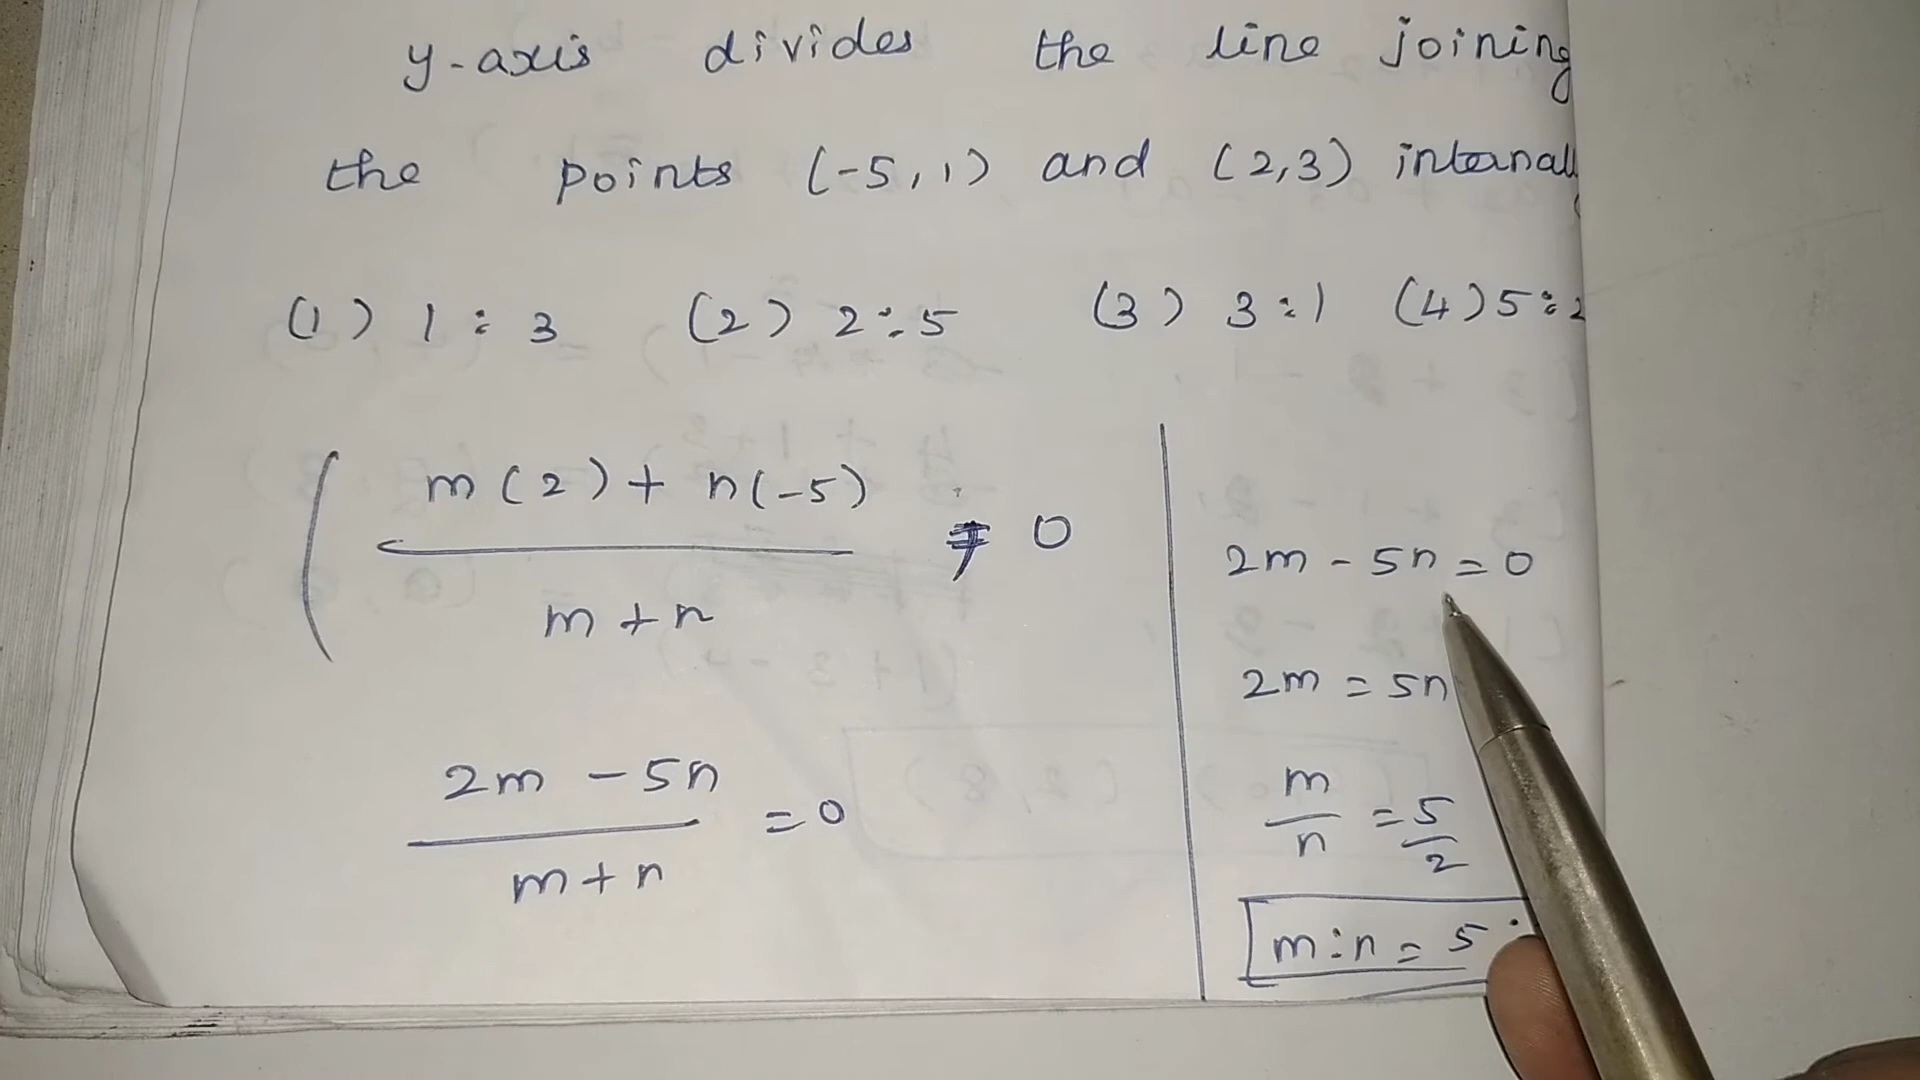 y-axis divides the line joining
the points (-5,1) and (2,3) internally
(1) 1:3 (2) 2:5 (3) 3:1 (4) 5:2
( m(2) + n(-5)
= 0
m+n
2m - 5n
= 0
m+n
2m - 5n = 0
2m = 5n
m
= 5
n
2
m:n = 5: